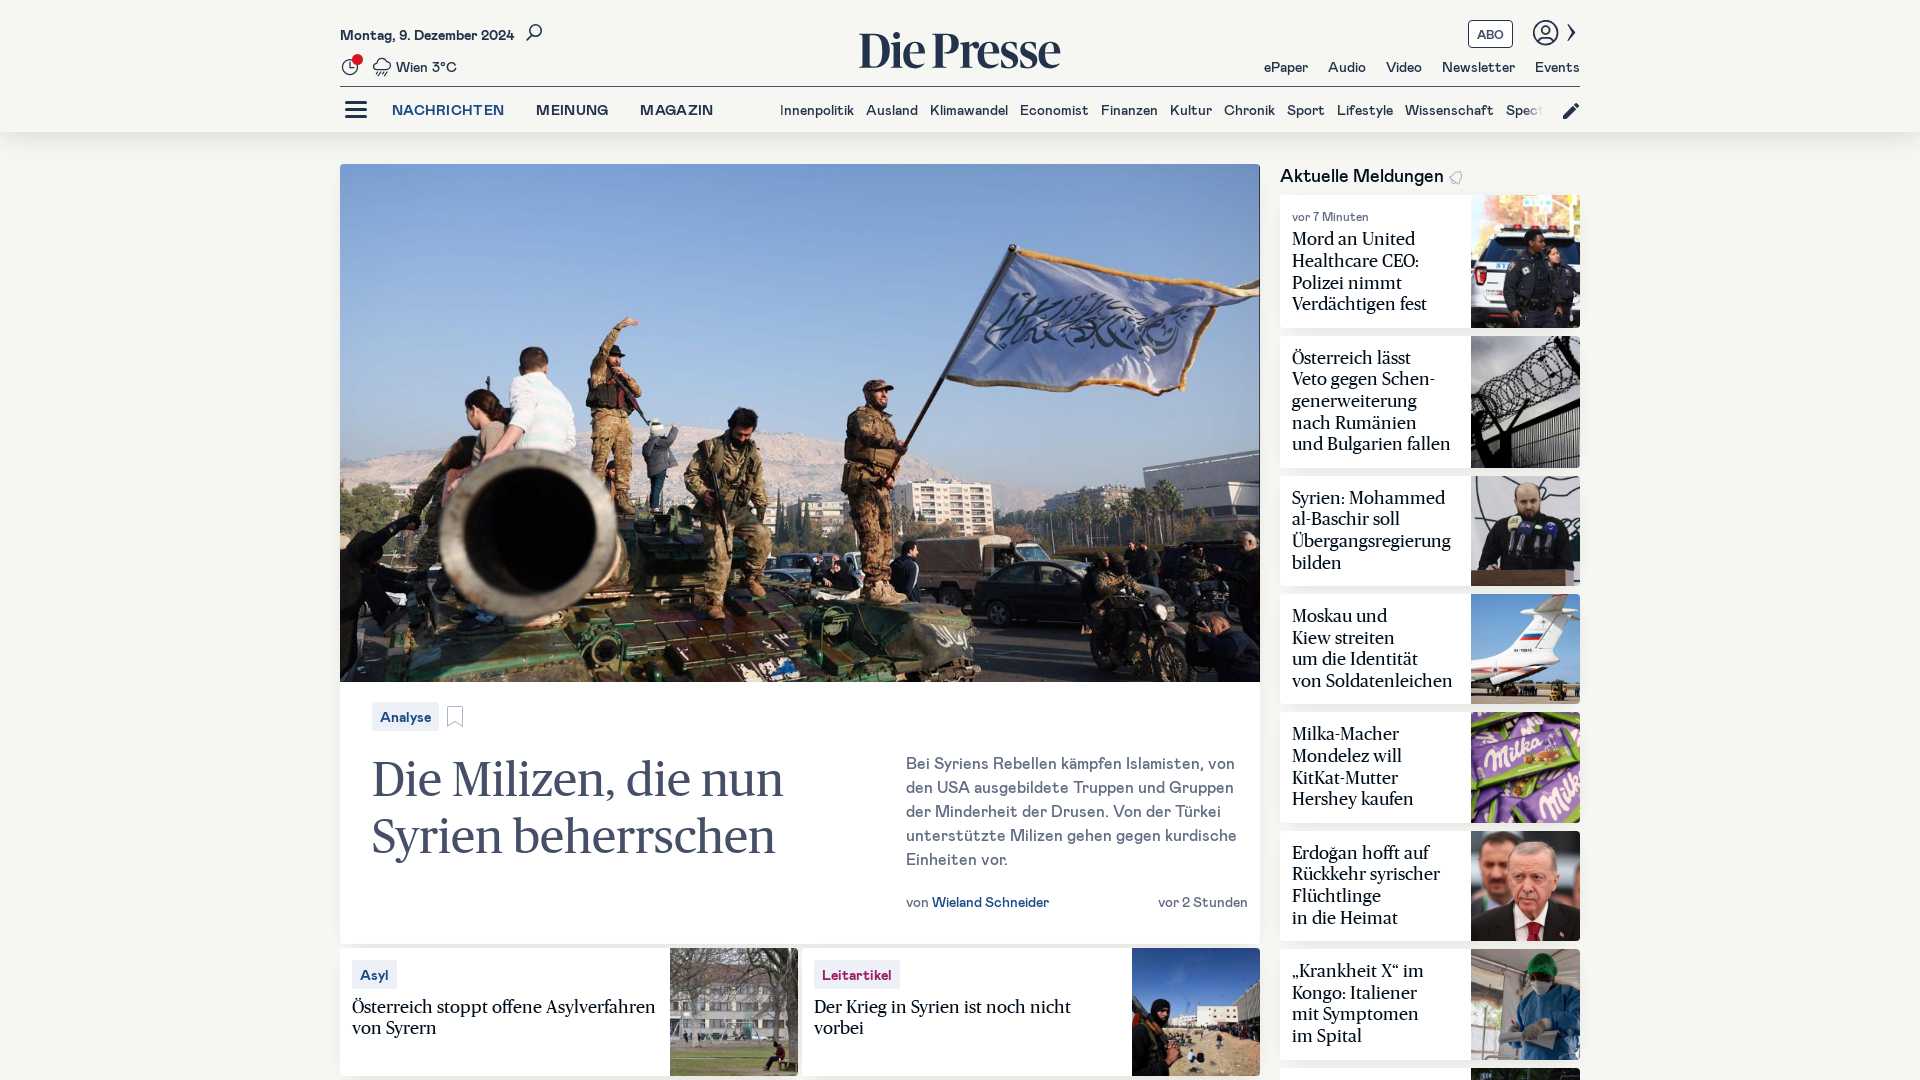 Montag, 9. Dezember 2024
Wien 3°C
Die Presse
ABO
ePaper Audio Video Newsletter Events
NACHRICHTEN MEINUNG MAGAZIN
Innenpolitik Ausland Klimawandel Economist Finanzen Kultur Chronik Sport Lifestyle Wissenschaft
Analyse
Die Milizen, die nun
Syrien beherrschen
Bei Syriens Rebellen kämpfen Islamisten, von
den USA ausgebildete Truppen und Gruppen
der Minderheit der Drusen. Von der Türkei
unterstützte Milizen gehen gegen kurdische
Einheiten vor.
von Wieland Schneider
vor 2 Stunden
Asyl
Österreich stoppt offene Asylverfahren
von Syrern
Leitartikel
Der Krieg in Syrien ist noch nicht
vorbei
Aktuelle Meldungen
vor 7 Minuten
Mord an United
Healthcare CEO:
Polizei nimmt
Verdächtigen fest
Österreich lässt
Veto gegen Schen-
generweiterung
nach Rumänien
und Bulgarien fallen
Syrien: Mohammed
al-Baschir soll
Übergangsregierung
bilden
Moskau und
Kiew streiten
um die Identität
von Soldatenleichen
Milka-Macher
Mondelez will
KitKat-Mutter
Hershey kaufen
Milka
Milka
Erdoğan hofft auf
Rückkehr syrischer
Flüchtlinge
in die Heimat
„Krankheit X“ im
Kongo: Italiener
mit Symptomen
im Spital